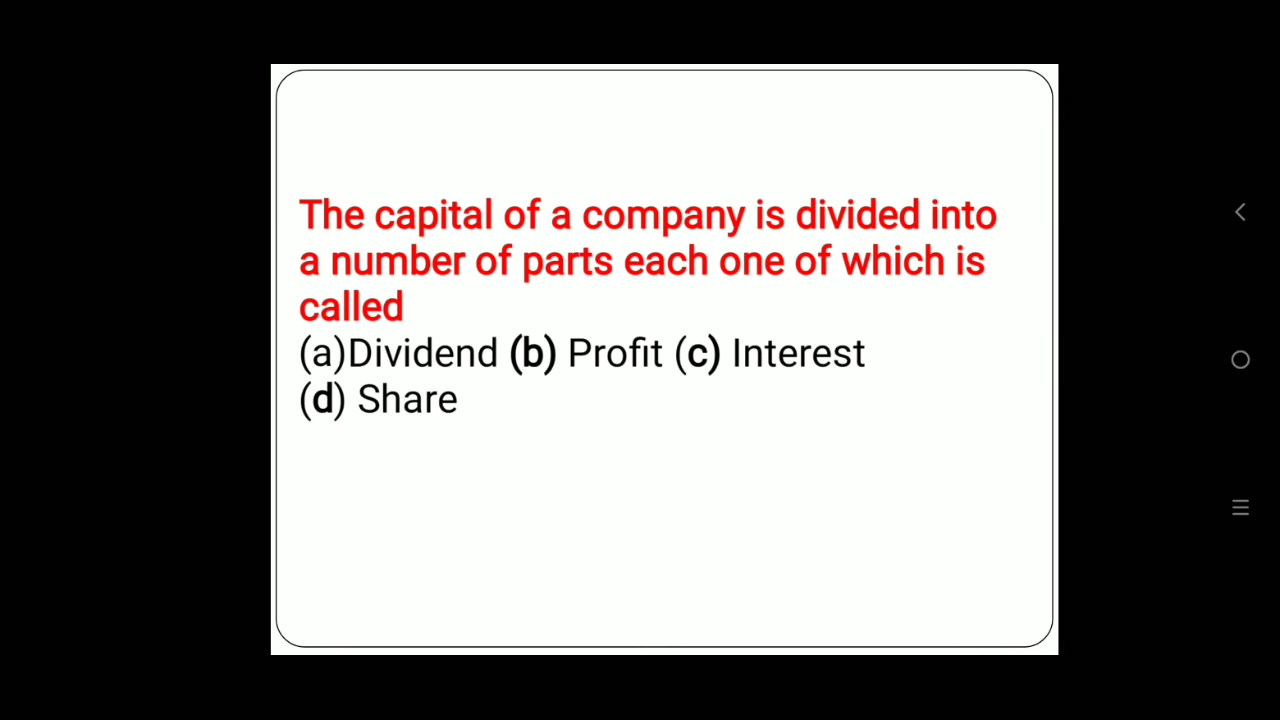 The capital of a company is divided into
a number of parts each one of which is
called
(a)Dividend (b) Profit (c) Interest
(d) Share